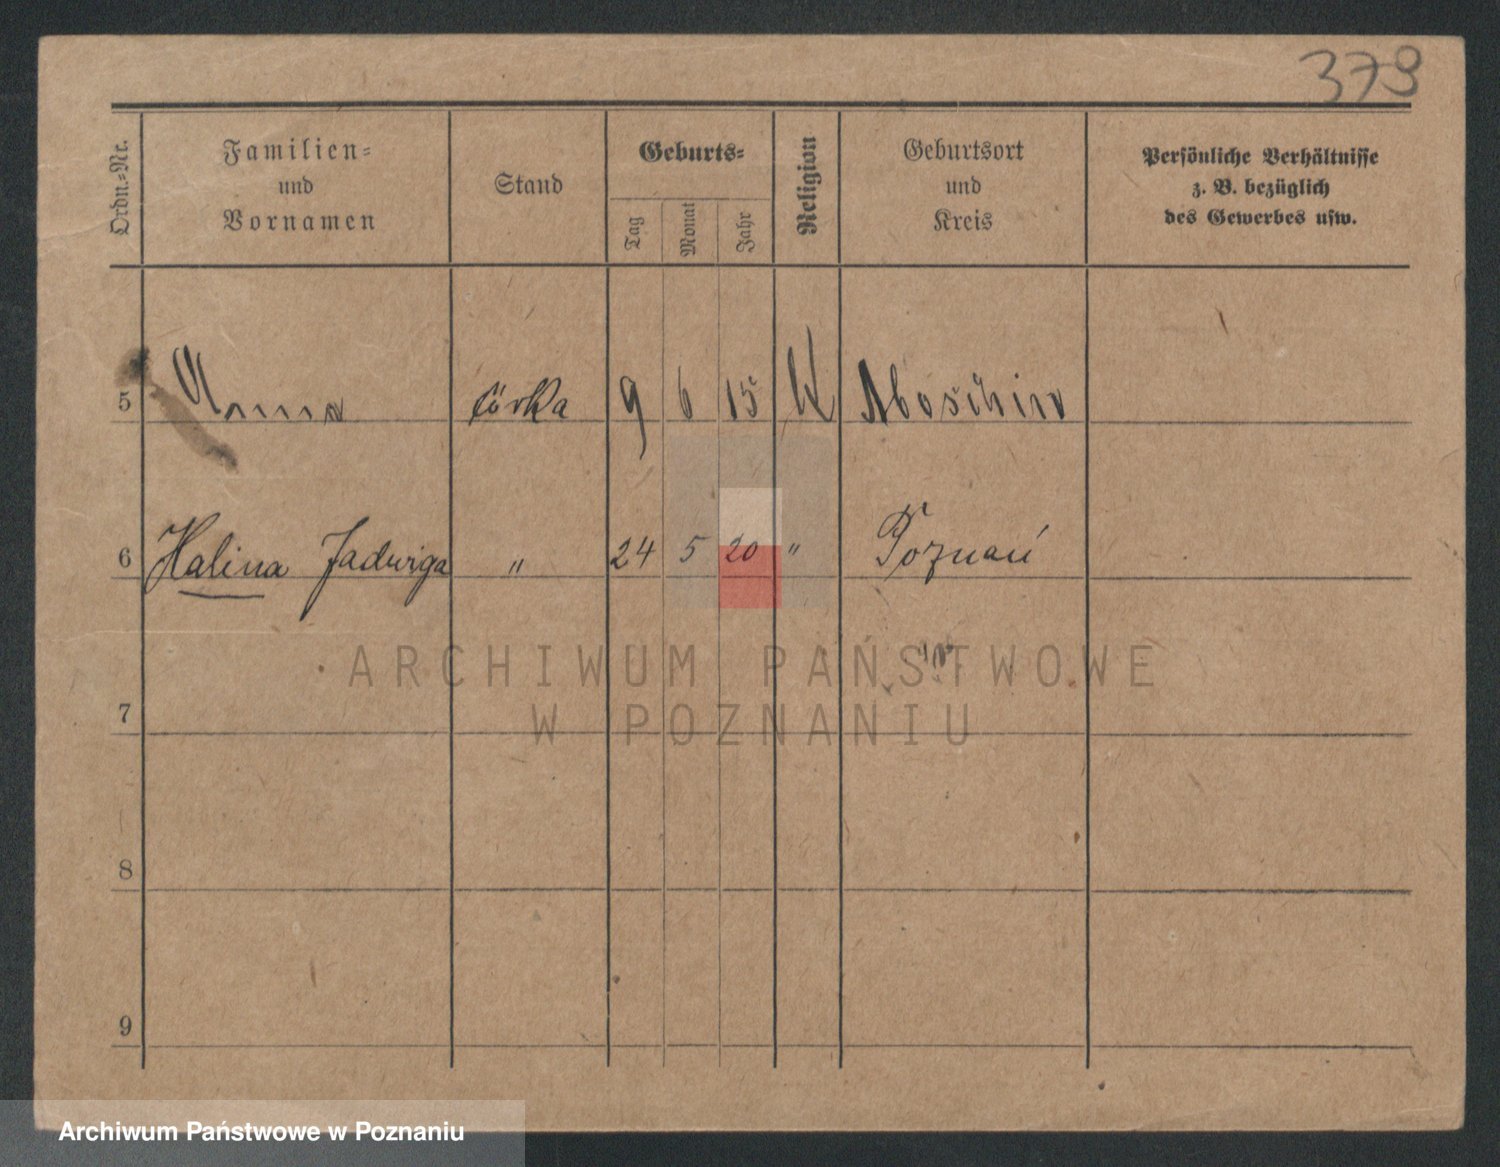 379
Ordn.-Nr.
Familien-
und
Vornamen
Stand
Geburts-
Tag
Monat
Jahr
Religion
Geburtsort
und
Kreis
Persönliche Verhältnisse
z. B. bezüglich
des Gewerbes usw.
5 Anna córka 9 6 15 K Moschin
6 Halina Jadwiga " 24 5 20 " Poznań
7
8
9
ARCHIWUM PAŃSTWOWE
W POZNANIU
Archiwum Państwowe w Poznaniu